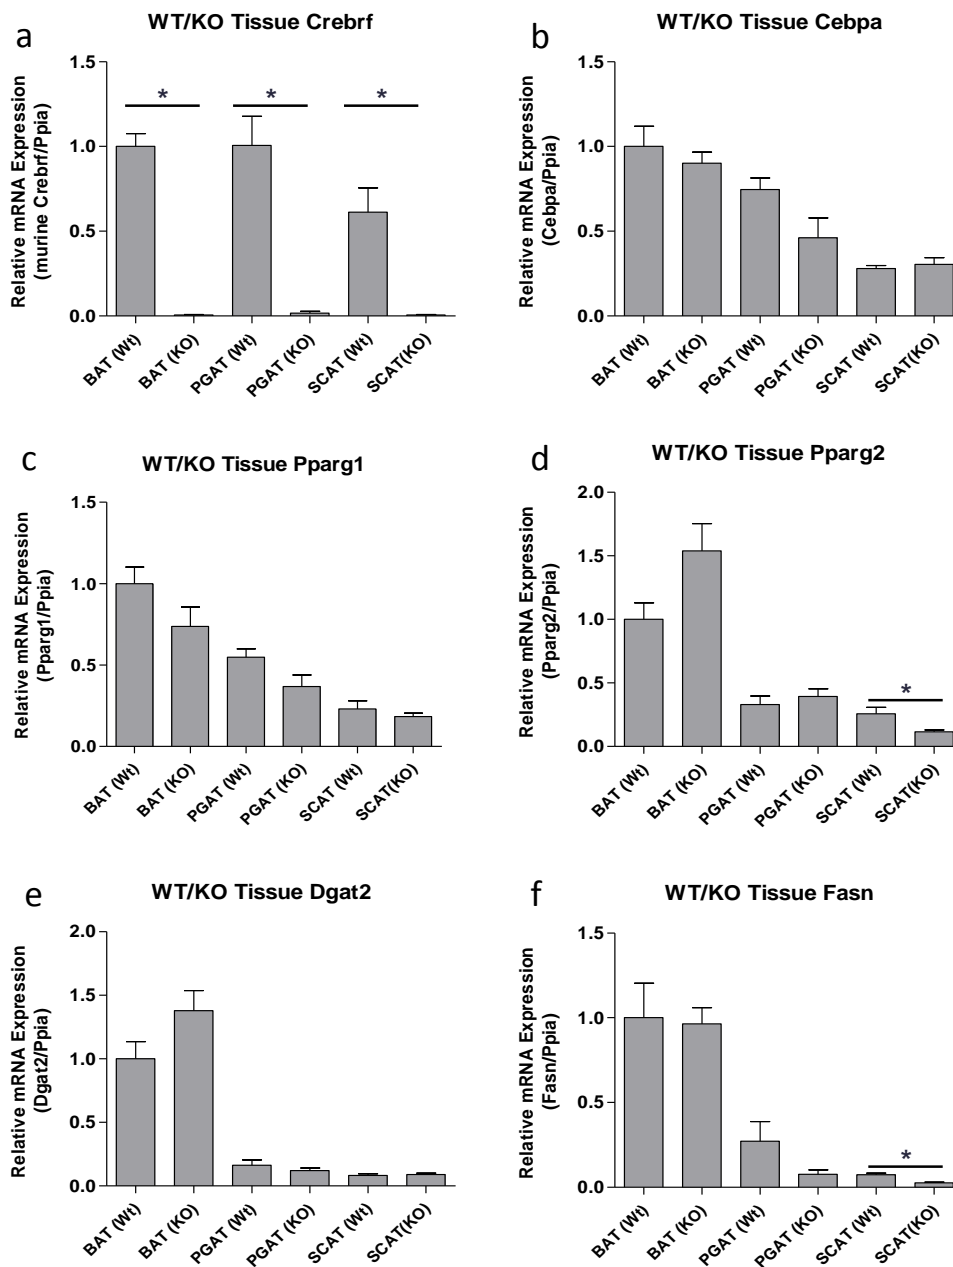 a
WT/KO Tissue Crebrf
Relative mRNA Expression
(murine Crebrf/Ppia)
1.5
1.0
0.5
0.0
*
*
*
BAT (Wt)
BAT (KO)
PGAT (Wt)
PGAT (KO)
SCAT (Wt)
SCAT(KO)
b
WT/KO Tissue Cebpa
Relative mRNA Expression
(Cebpa/Ppia)
1.5
1.0
0.5
0.0
BAT (Wt)
BAT (KO)
PGAT (Wt)
PGAT (KO)
SCAT (Wt)
SCAT(KO)
c
WT/KO Tissue Pparg1
Relative mRNA Expression
(Pparg1/Ppia)
1.5
1.0
0.5
0.0
BAT (Wt)
BAT (KO)
PGAT (Wt)
PGAT (KO)
SCAT (Wt)
SCAT(KO)
d
WT/KO Tissue Pparg2
Relative mRNA Expression
(Pparg2/Ppia)
2.0
1.5
1.0
0.5
0.0
*
BAT (Wt)
BAT (KO)
PGAT (Wt)
PGAT (KO)
SCAT (Wt)
SCAT(KO)
e
WT/KO Tissue Dgat2
Relative mRNA Expression
(Dgat2/Ppia)
2.0
1.5
1.0
0.5
0.0
BAT (Wt)
BAT (KO)
PGAT (Wt)
PGAT (KO)
SCAT (Wt)
SCAT(KO)
f
WT/KO Tissue Fasn
Relative mRNA Expression
(Fasn/Ppia)
1.5
1.0
0.5
0.0
*
BAT (Wt)
BAT (KO)
PGAT (Wt)
PGAT (KO)
SCAT (Wt)
SCAT(KO)